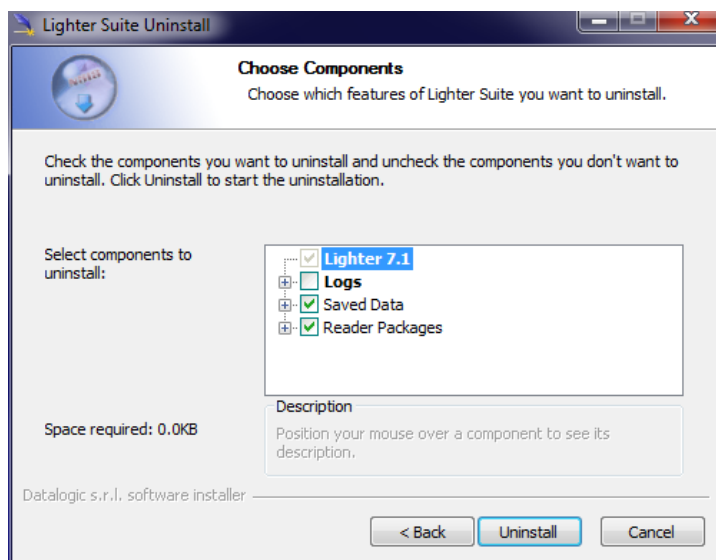 Lighter Suite Uninstall
Choose Components
Choose which features of Lighter Suite you want to uninstall.
Check the components you want to uninstall and uncheck the components you don't want to
uninstall. Click Uninstall to start the uninstallation.
Select components to
uninstall:
Lighter 7.1
Logs
Saved Data
Reader Packages
Space required: 0.0KB
Description
Position your mouse over a component to see its
description.
Datalogic s.r.l. software installer
< Back
Uninstall
Cancel